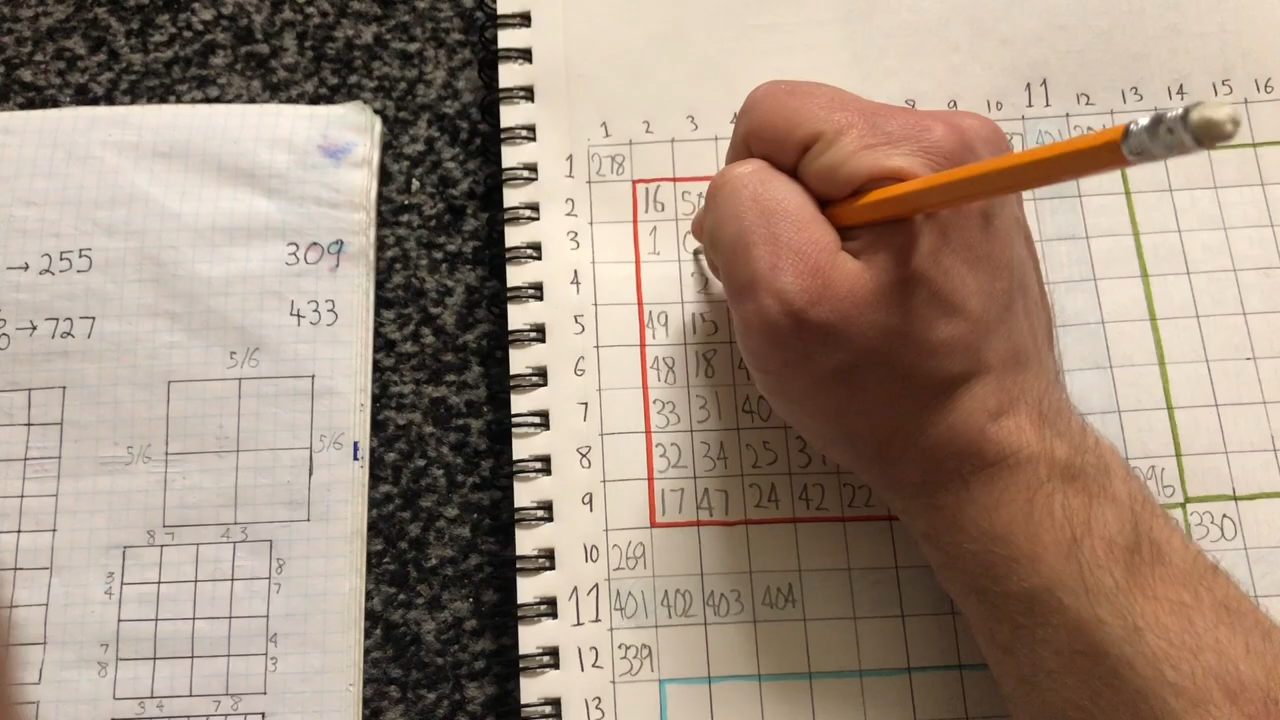 →255 309
→727 433
5/6
5/6 5/6
8 7 4 3
3 8
4 7
7 4
8 3
3 4 7 8
1 2 3 8 9 10 11 12 13 14 15 16
1 278 421
2 16
3 1
4
5 49 15
6 48 18
7 33 31 40
8 32 34 25
9 17 47 24 42 22 330
10 269
11 401 402 403 404
12 339
13